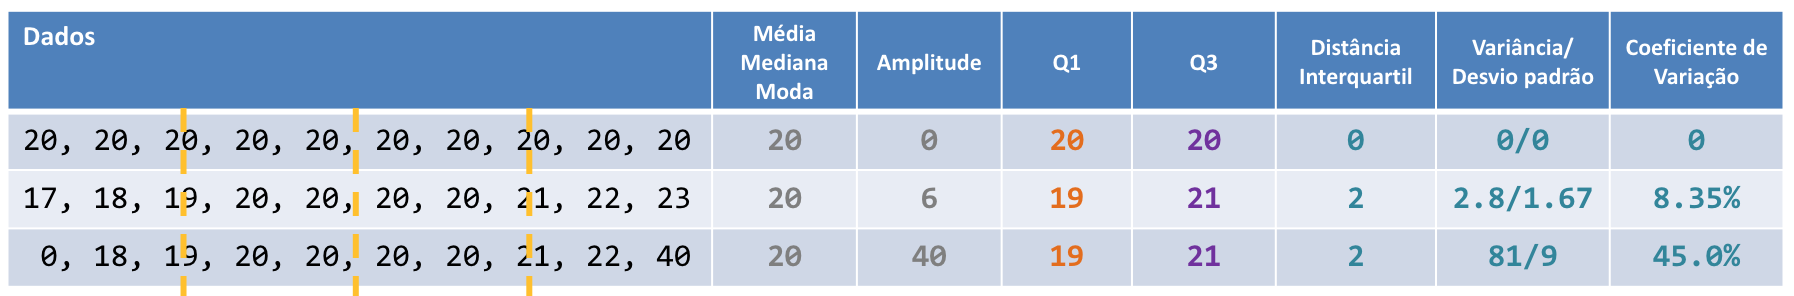 Dados Média Mediana Moda Amplitude Q1 Q3 Distância Interquartil Variância/ Desvio padrão Coeficiente de Variação
20, 20, 20, 20, 20, 20, 20, 20, 20, 20 20 0 20 20 0 0/0 0
17, 18, 19, 20, 20, 20, 20, 21, 22, 23 20 6 19 21 2 2.8/1.67 8.35%
0, 18, 19, 20, 20, 20, 20, 21, 22, 40 20 40 19 21 2 81/9 45.0%